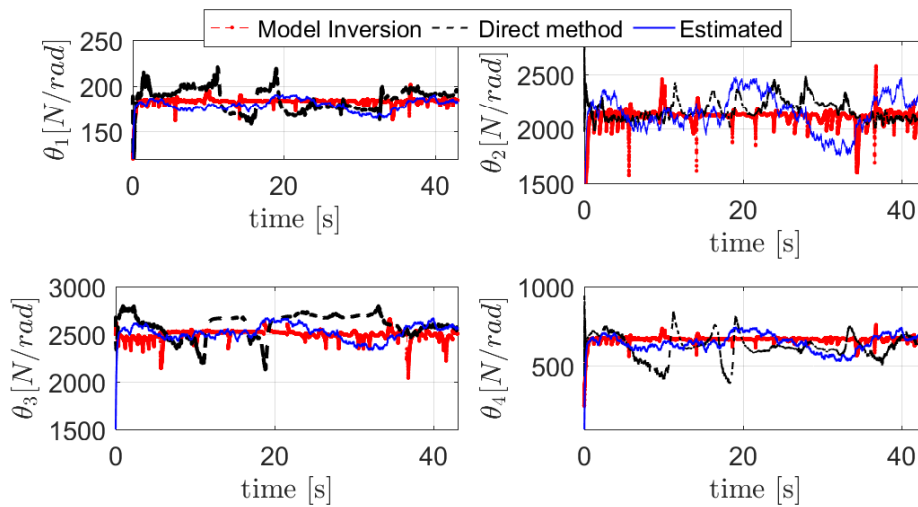 Model Inversion Direct method Estimated
250
200
150
θ1[N/rad]
0 20 40
time [s]
2500
2000
1500
θ2[N/rad]
0 20 40
time [s]
3000
2500
2000
1500
θ3[N/rad]
0 20 40
time [s]
1000
500
θ4[N/rad]
0 20 40
time [s]